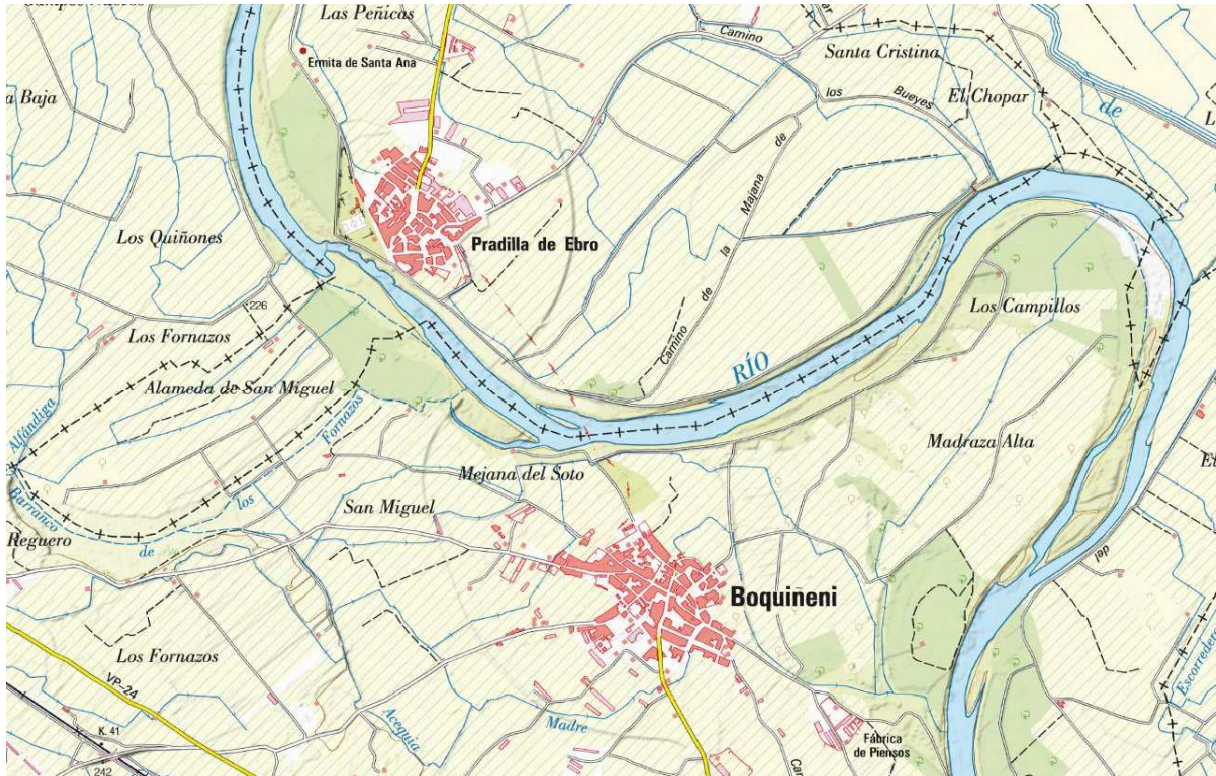 Las Peñicas
Camino
Ermita de Santa Ana
Santa Cristina
a Baja
los
Bueyes
El Chopar
de
de
Majana
Los Quiñones
Pradilla de Ebro
la
226
de
Los Campillos
Los Fornazos
Camino
RÍO
Alameda de San Miguel
Alfándiga
Fornazos
Madraza Alta
Mejana del Soto
Barranco
los
San Miguel
Reguero
de
del
Boquiñeni
Los Fornazos
Escorredero
VP-24
Acequia
Madre
K. 41
242
Fábrica
de Piensos